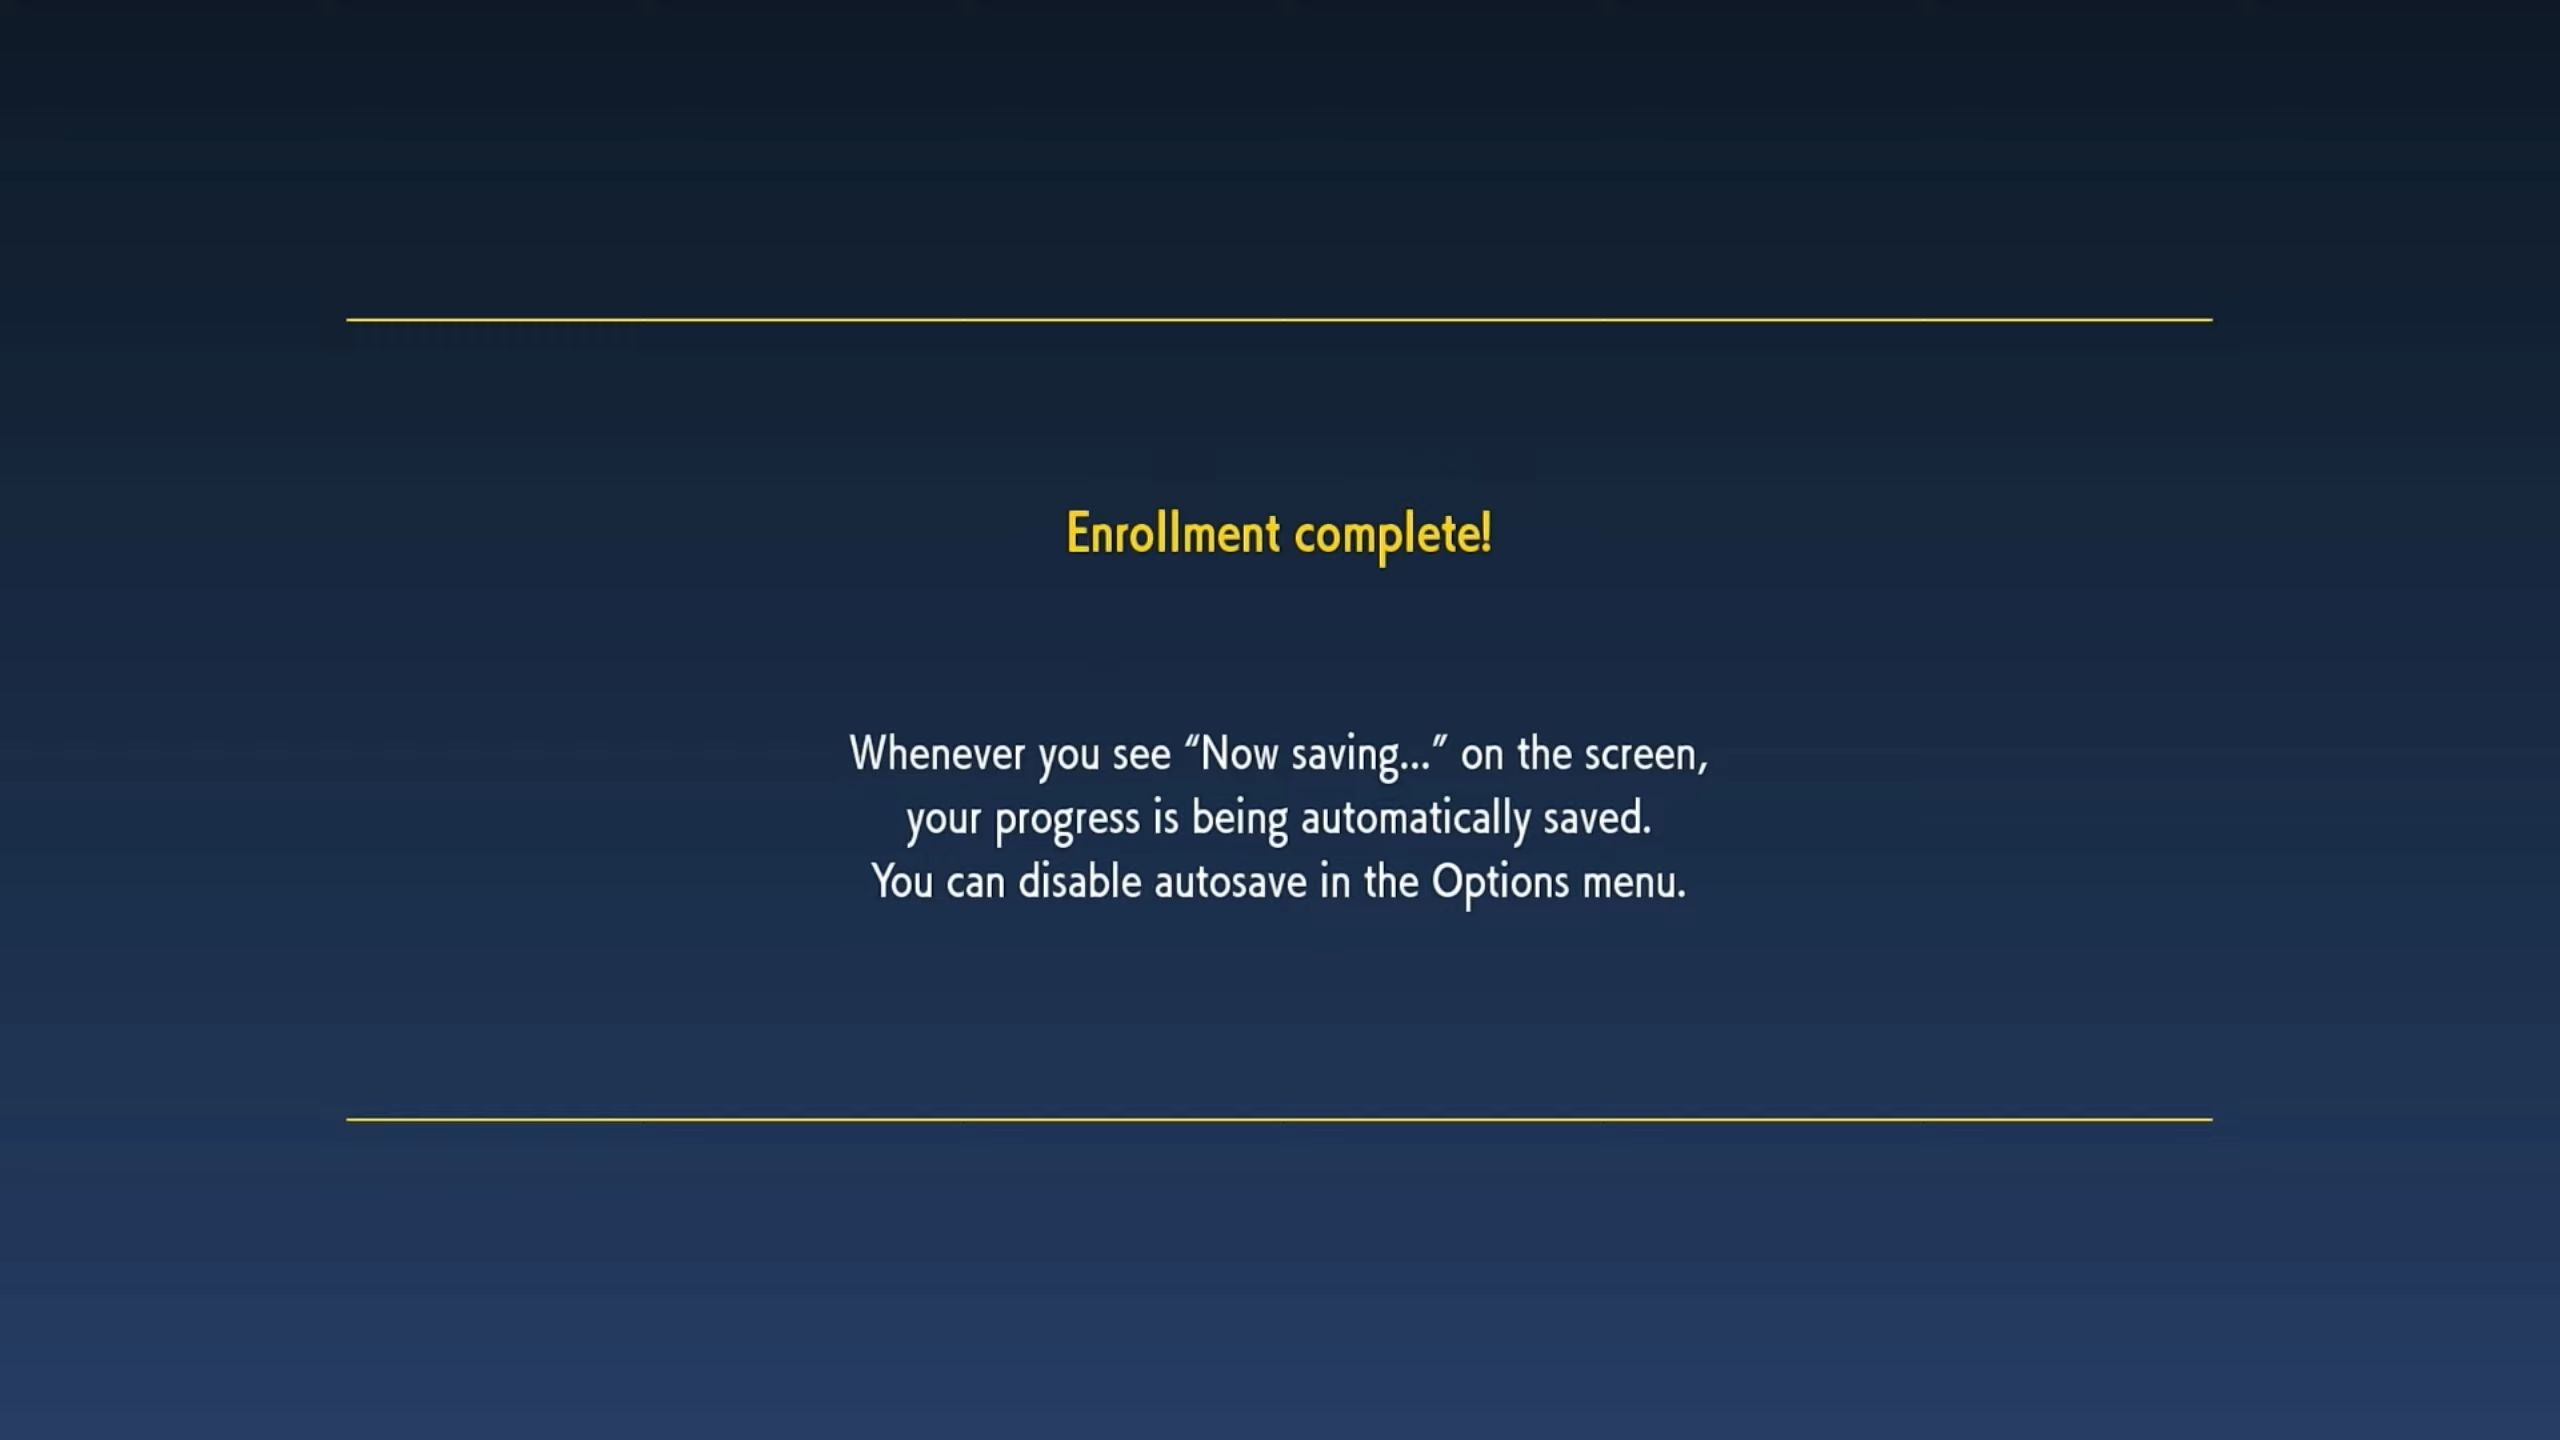 Enrollment complete!
Whenever you see “Now saving...” on the screen,
your progress is being automatically saved.
You can disable autosave in the Options menu.